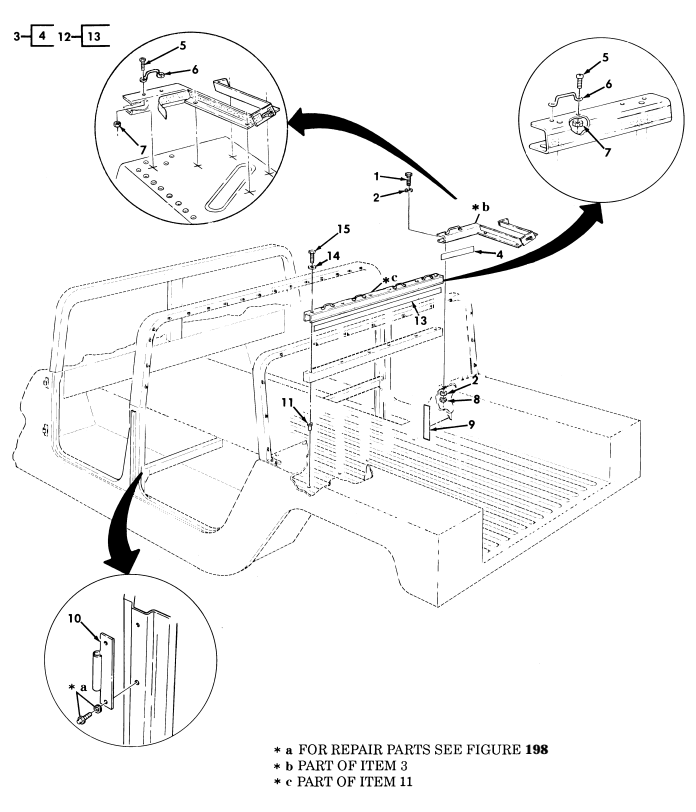 3 4 12 13
5
6
7
5
6
7
1
2
* b
4
15
14
* c
13
11
2
8
9
10
* a
* a FOR REPAIR PARTS SEE FIGURE 198
* b PART OF ITEM 3
* c PART OF ITEM 11